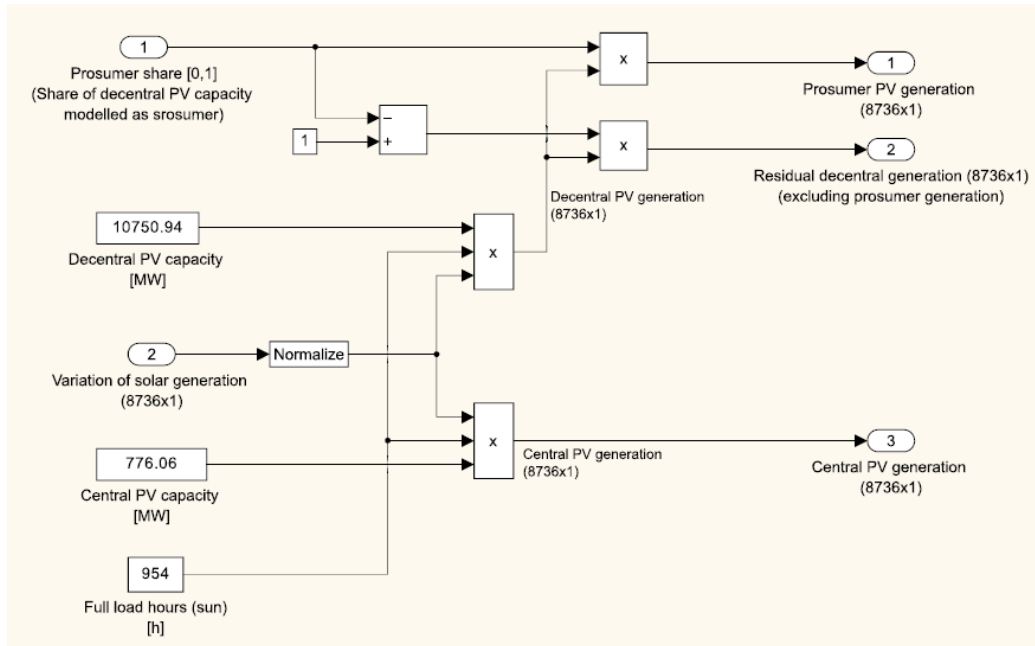 1
Prosumer share [0,1]
(Share of decentral PV capacity
modelled as srosumer)
x
1
Prosumer PV generation
(8736x1)
1
−
+
x
2
Residual decentral generation (8736x1)
(excluding prosumer generation)
Decentral PV generation
(8736x1)
10750.94
Decentral PV capacity
[MW]
x
2
Normalize
Variation of solar generation
(8736x1)
776.06
Central PV capacity
[MW]
x
Central PV generation
(8736x1)
3
Central PV generation
(8736x1)
954
Full load hours (sun)
[h]